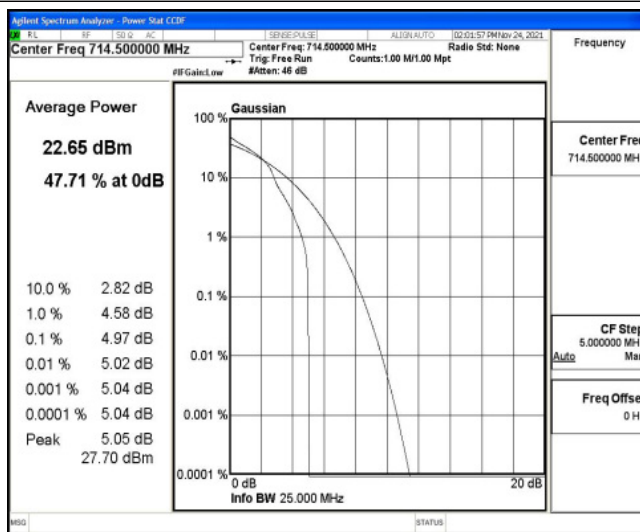 Agilent Spectrum Analyzer - Power Stat CCDF
RL RF 50 Ω AC SENSE:PULSE ALIGN AUTO 02:01:57 PM Nov 24, 2021
Center Freq 714.500000 MHz
Center Freq: 714.500000 MHz Radio Std: None
Trig: Free Run Counts:1.00 M/1.00 Mpt
#IFGain:Low #Atten: 46 dB
Frequency
Average Power
22.65 dBm
47.71 % at 0dB
10.0 % 2.82 dB
1.0 % 4.58 dB
0.1 % 4.97 dB
0.01 % 5.02 dB
0.001 % 5.04 dB
0.0001 % 5.04 dB
Peak 5.05 dB
27.70 dBm
Gaussian
100 %
10 %
1 %
0.1 %
0.01 %
0.001 %
0.0001 %
0 dB 20 dB
Info BW 25.000 MHz
Center Fre
714.500000 MH
CF Step
5.000000 MH
Auto Ma
Freq Offse
0 H
MSG STATUS